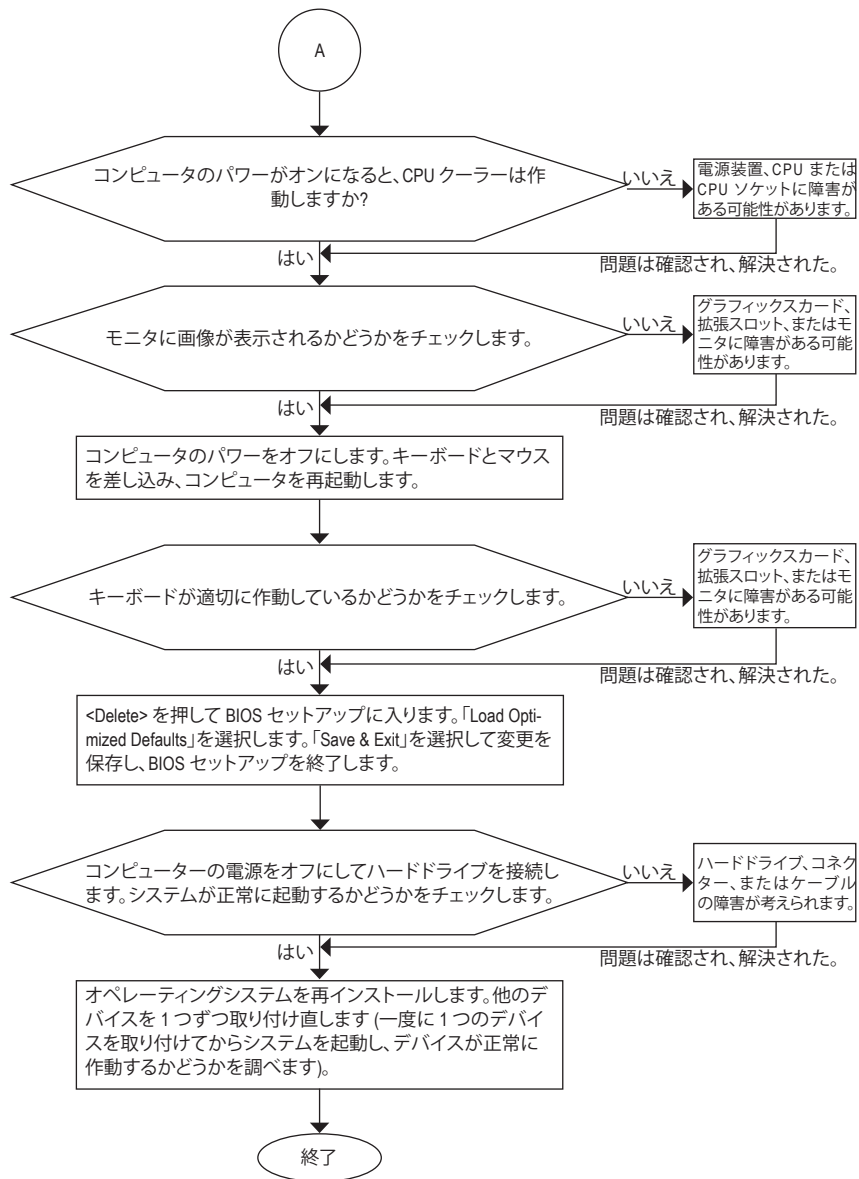 A
コンピュータのパワーがオンになると、CPU クーラーは作
動しますか?
いいえ
電源装置、CPU または
CPU ソケットに障害が
ある可能性があります。
はい
問題は確認され、解決された。
モニタに画像が表示されるかどうかをチェックします。
いいえ
グラフィックスカード、
拡張スロット、またはモ
ニタに障害がある可能
性があります。
はい
問題は確認され、解決された。
コンピュータのパワーをオフにします。キーボードとマウス
を差し込み、コンピュータを再起動します。
キーボードが適切に作動しているかどうかをチェックします。
いいえ
グラフィックスカード、
拡張スロット、またはモ
ニタに障害がある可能
性があります。
はい
問題は確認され、解決された。
<Delete> を押して BIOS セットアップに入ります。「Load Opti-
mized Defaults」を選択します。「Save & Exit」を選択して変更を
保存し、BIOS セットアップを終了します。
コンピューターの電源をオフにしてハードドライブを接続し
ます。システムが正常に起動するかどうかをチェックします。
いいえ
ハードドライブ、コネク
ター、またはケーブル
の障害が考えられます。
はい
問題は確認され、解決された。
オペレーティングシステムを再インストールします。他のデ
バイスを 1 つずつ取り付け直します (一度に 1 つのデバイ
スを取り付けてからシステムを起動し、デバイスが正常に
作動するかどうかを調べます)。
終了